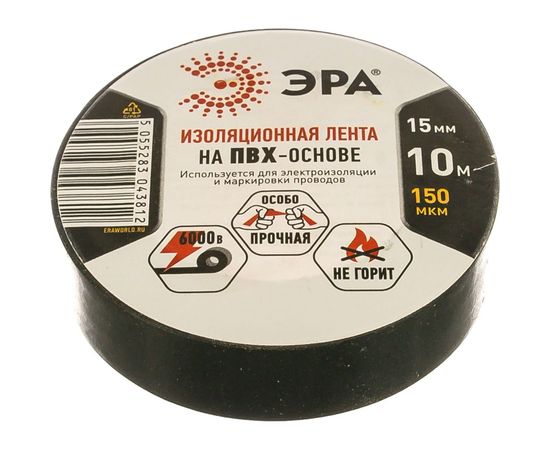 ЭРА®
ИЗОЛЯЦИОННАЯ ЛЕНТА
НА ПВХ-ОСНОВЕ
Используется для электроизоляции
и маркировки проводов
15мм
10м
150
МКМ
6000в
ОСОБО
ПРОЧНАЯ
НЕ ГОРИТ
5 055283 043912
ERAWORLD.RU